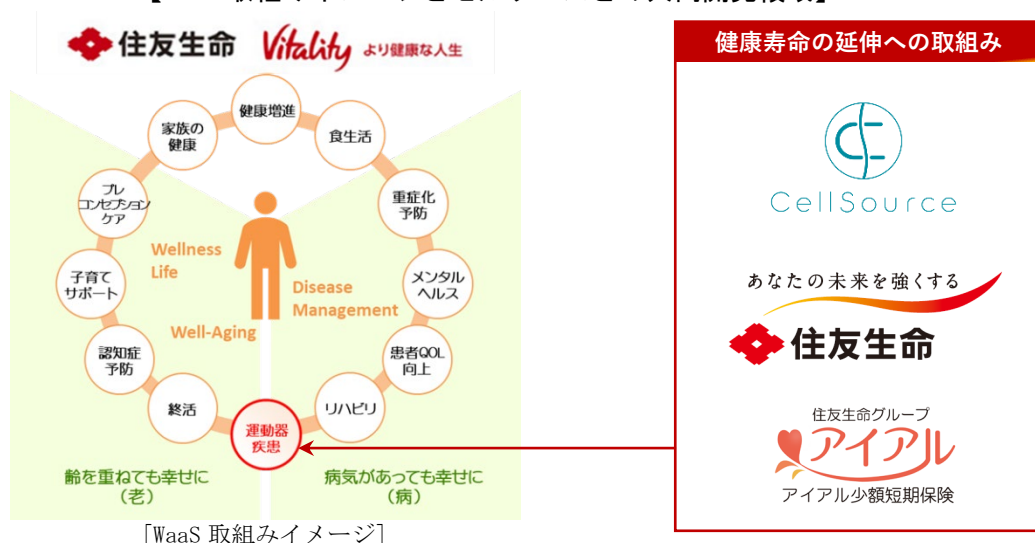 住友生命 Vitality より健康な人生
健康増進
家族の
健康
食生活
プレ
コンセプション
ケア
重症化
予防
Wellness
Life
子育て
サポート
Disease
Management
メンタル
ヘルス
Well-Aging
認知症
予防
患者QOL
向上
終活
リハビリ
運動器
疾患
齢を重ねても幸せに
(老)
病気があっても幸せに
(病)
[WaaS 取組みイメージ]
健康寿命の延伸への取組み
CellSource
あなたの未来を強くする
住友生命
住友生命グループ
アイアル
アイアル少額短期保険